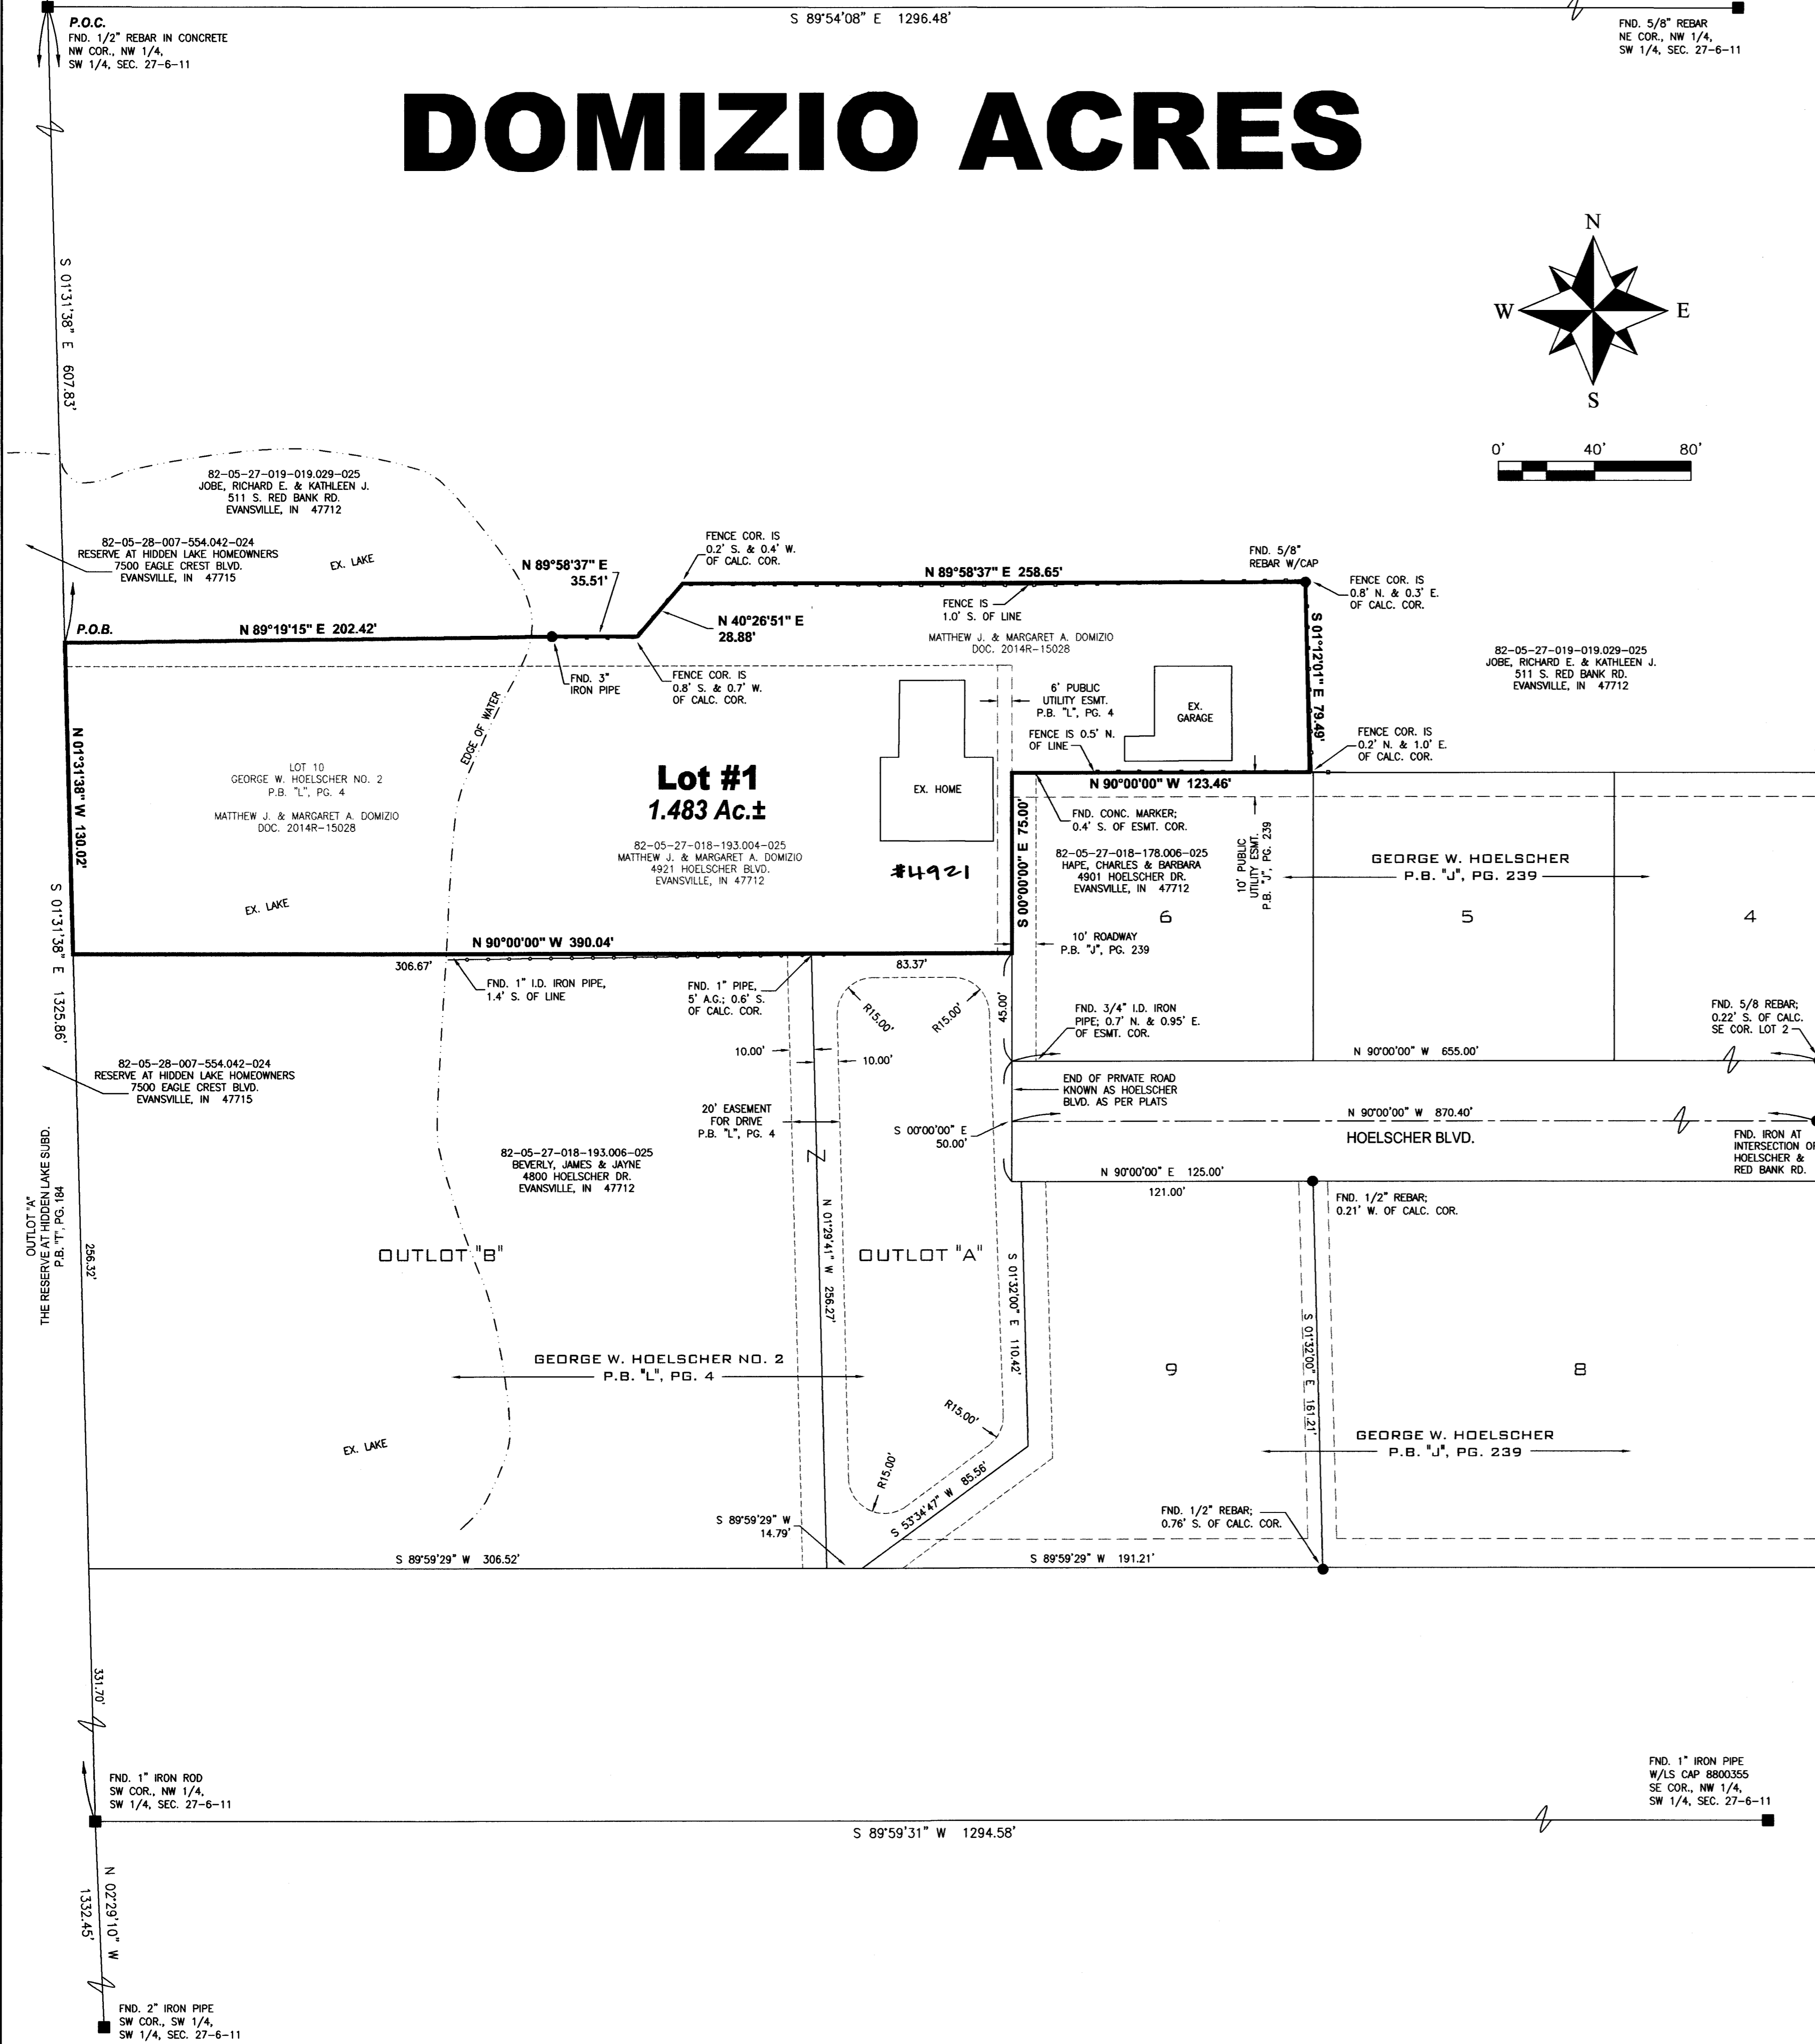 P.O.C.
FND. 1/2" REBAR IN CONCRETE
NW COR., NW 1/4,
SW 1/4, SEC. 27-6-11
S 89°54'08" E 1296.48'
FND. 5/8" REBAR
NE COR., NW 1/4,
SW 1/4, SEC. 27-6-11
DOMIZIO ACRES
N
W
E
S
0'
40'
80'
S 01°31'38" E 607.83'
82-05-27-019-019.029-025
JOBE, RICHARD E. & KATHLEEN J.
511 S. RED BANK RD.
EVANSVILLE, IN 47712
82-05-28-007-554.042-024
RESERVE AT HIDDEN LAKE HOMEOWNERS
7500 EAGLE CREST BLVD.
EVANSVILLE, IN 47715
EX. LAKE
N 89°58'37" E
35.51'
FENCE COR. IS
0.2' S. & 0.4' W.
OF CALC. COR.
N 89°58'37" E 258.65'
FND. 5/8"
REBAR W/CAP
FENCE COR. IS
0.8' N. & 0.3' E.
OF CALC. COR.
P.O.B.
N 89°19'15" E 202.42'
N 40°26'51" E
28.88'
FENCE IS
1.0' S. OF LINE
MATTHEW J. & MARGARET A. DOMIZIO
DOC. 2014R-15028
S 01°12'01" E 79.49'
82-05-27-019-019.029-025
JOBE, RICHARD E. & KATHLEEN J.
511 S. RED BANK RD.
EVANSVILLE, IN 47712
FND. 3"
IRON PIPE
FENCE COR. IS
0.8' S. & 0.7' W.
OF CALC. COR.
6' PUBLIC
UTILITY ESMT.
P.B. "L", PG. 4
EX.
GARAGE
FENCE IS 0.5' N.
OF LINE
FENCE COR. IS
0.2' N. & 1.0' E.
OF CALC. COR.
EDGE OF WATER
N 01°31'38" W 130.02'
LOT 10
GEORGE W. HOELSCHER NO. 2
P.B. "L", PG. 4
MATTHEW J. & MARGARET A. DOMIZIO
DOC. 2014R-15028
Lot #1
1.483 Ac.±
82-05-27-018-193.004-025
MATTHEW J. & MARGARET A. DOMIZIO
4921 HOELSCHER BLVD.
EVANSVILLE, IN 47712
EX. HOME
#4921
N 90°00'00" W 123.46'
S 00°00'00" E 75.00'
FND. CONC. MARKER;
0.4' S. OF ESMT. COR.
82-05-27-018-178.006-025
HAPE, CHARLES & BARBARA
4901 HOELSCHER DR.
EVANSVILLE, IN 47712
10' PUBLIC
UTILITY ESMT.
P.B. "J", PG. 239
GEORGE W. HOELSCHER
P.B. "J", PG. 239
6
5
4
10' ROADWAY
P.B. "J", PG. 239
EX. LAKE
S 01°31'38" E 1325.86'
N 90°00'00" W 390.04'
306.67'
83.37'
FND. 1" I.D. IRON PIPE,
1.4' S. OF LINE
FND. 1" PIPE,
5' A.G.; 0.6' S.
OF CALC. COR.
R15.00'
R15.00'
45.00'
FND. 3/4" I.D. IRON
PIPE; 0.7' N. & 0.95' E.
OF ESMT. COR.
FND. 5/8 REBAR;
0.22' S. OF CALC.
SE COR. LOT 2
10.00'
10.00'
N 90°00'00" W 655.00'
82-05-28-007-554.042-024
RESERVE AT HIDDEN LAKE HOMEOWNERS
7500 EAGLE CREST BLVD.
EVANSVILLE, IN 47715
END OF PRIVATE ROAD
KNOWN AS HOELSCHER
BLVD. AS PER PLATS
20' EASEMENT
FOR DRIVE
P.B. "L", PG. 4
S 00°00'00" E
50.00'
N 90°00'00" W 870.40'
HOELSCHER BLVD.
FND. IRON AT
INTERSECTION OF
HOELSCHER &
RED BANK RD.
82-05-27-018-193.006-025
BEVERLY, JAMES & JAYNE
4800 HOELSCHER DR.
EVANSVILLE, IN 47712
N 90°00'00" E 125.00'
121.00'
FND. 1/2" REBAR;
0.21' W. OF CALC. COR.
OUTLOT "A"
THE RESERVE AT HIDDEN LAKE SUBD.
P.B. "T", PG. 184
256.32'
OUTLOT "B"
N 01°29'41" W 256.27'
OUTLOT "A"
S 01°32'00" E 110.42'
S 01°32'00" E 161.21'
GEORGE W. HOELSCHER NO. 2
P.B. "L", PG. 4
9
8
R15.00'
GEORGE W. HOELSCHER
P.B. "J", PG. 239
EX. LAKE
R15.00'
S 53°34'47" W 85.56'
S 89°59'29" W
14.79'
FND. 1/2" REBAR;
0.76' S. OF CALC. COR.
S 89°59'29" W 306.52'
S 89°59'29" W 191.21'
331.70'
FND. 1" IRON ROD
SW COR., NW 1/4,
SW 1/4, SEC. 27-6-11
FND. 1" IRON PIPE
W/LS CAP 8800355
SE COR., NW 1/4,
SW 1/4, SEC. 27-6-11
S 89°59'31" W 1294.58'
N 02°29'10" W
1332.45'
FND. 2" IRON PIPE
SW COR., SW 1/4,
SW 1/4, SEC. 27-6-11